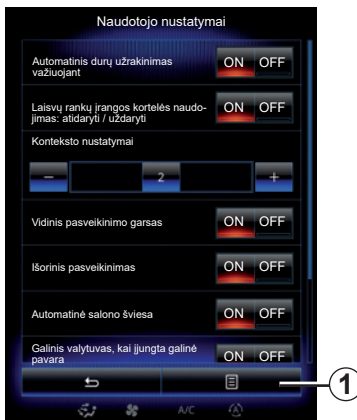 Naudotojo nustatymai
Automatinis durų užrakinimas
važiuojant
ON OFF
Laisvų rankų įrangos kortelės naudo-
jimas: atidaryti / uždaryti
ON OFF
Konteksto nustatymai
− 2 +
Vidinis pasveikinimo garsas
ON OFF
Išorinis pasveikinimas
ON OFF
Automatinė salono šviesa
ON OFF
Galinis valytuvas, kai įjungta galinė
pavara
ON OFF
1
A/C
A